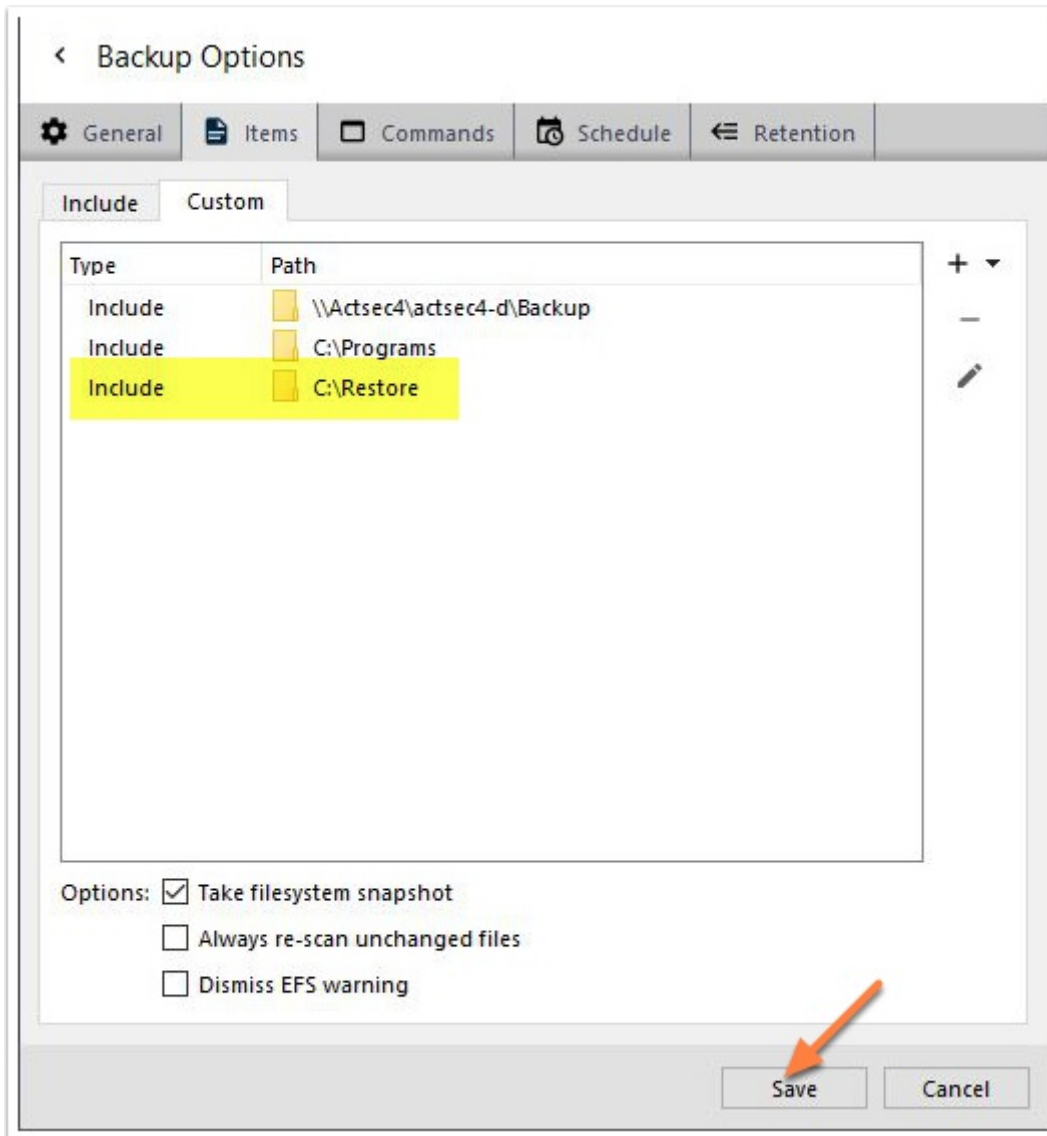 Backup Options
General Items Commands Schedule Retention
Include Custom
Type Path
Include \\Actsec4\actsec4-d\Backup
Include C:\Programs
Include C:\Restore
Options: Take filesystem snapshot
Always re-scan unchanged files
Dismiss EFS warning
Save Cancel